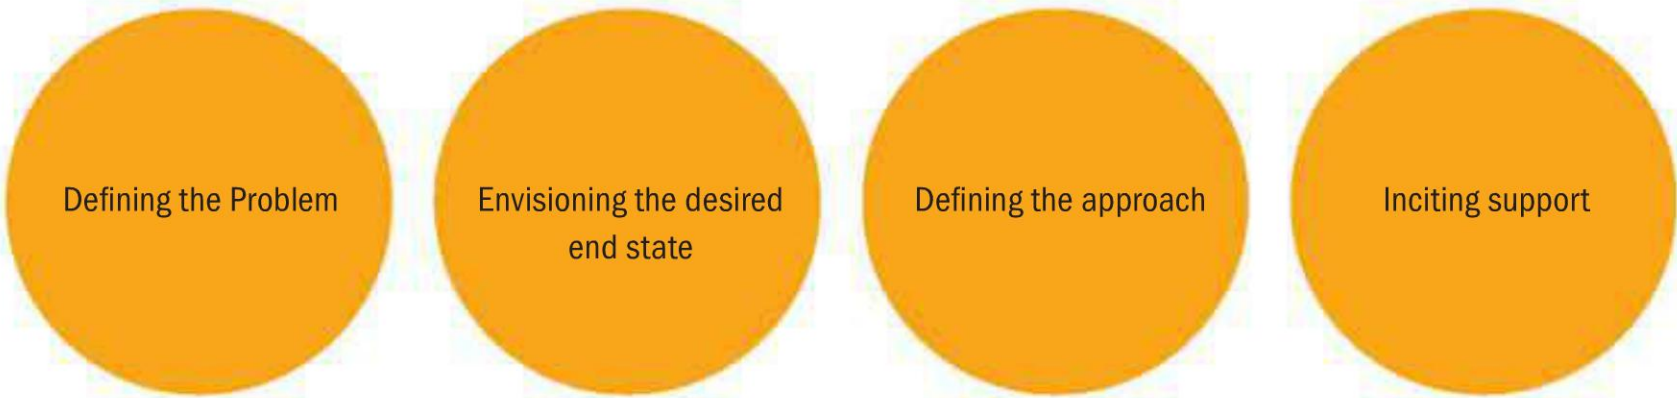 Defining the Problem
Envisioning the desired
end state
Defining the approach
Inciting support